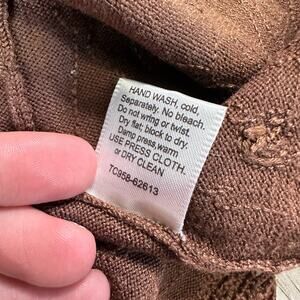 HAND WASH, cold,
Separately. No bleach.
Do not wring or twist.
Dry flat; block to dry.
Damp press, warm
USE PRESS CLOTH.
or DRY CLEAN
TC958-62613